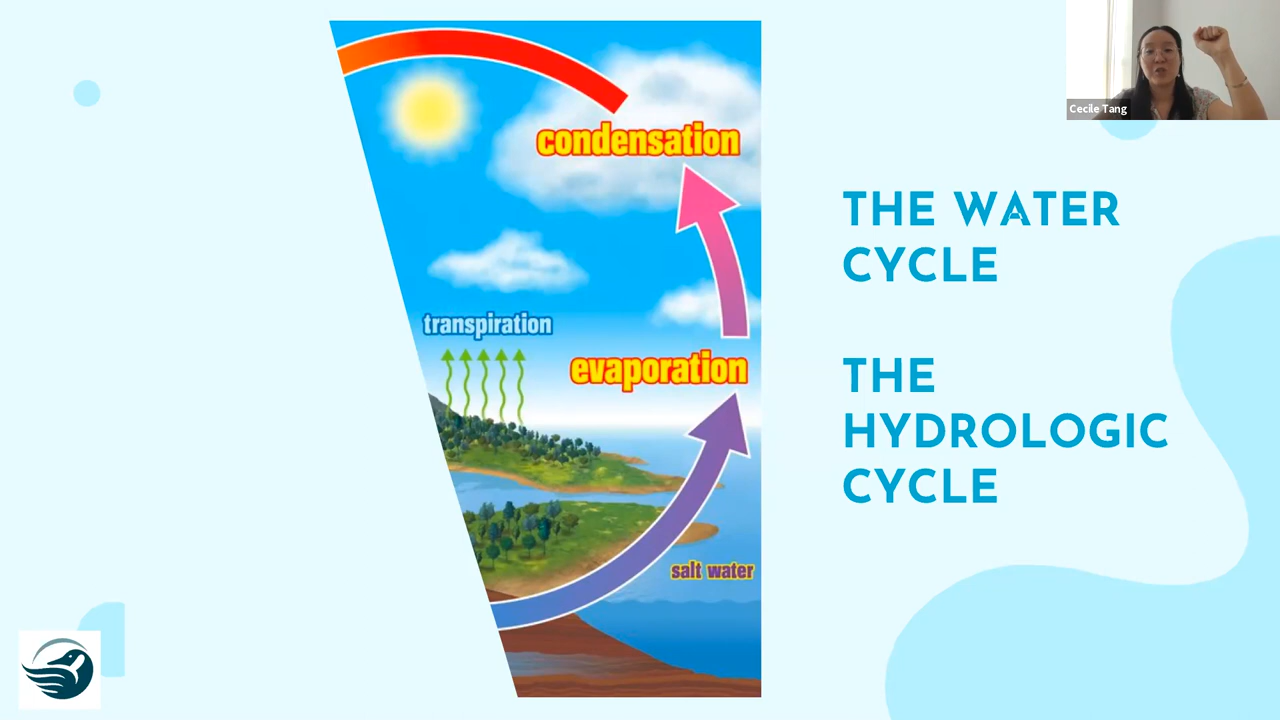 Cecile Tang
condensation
transpiration
evaporation
salt water
THE WATER
CYCLE
THE
HYDROLOGIC
CYCLE